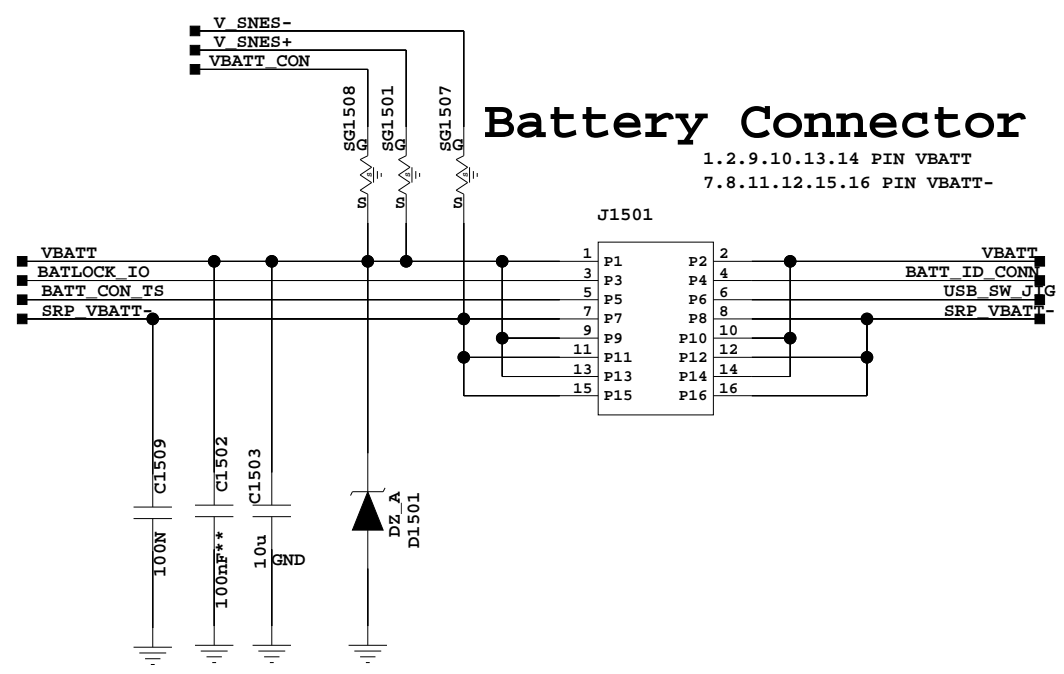 V_SNES-
V_SNES+
VBATT_CON
SG1508
SG1501
SG1507
G
G
G
S
S
S
S
S
S
Battery Connector
1.2.9.10.13.14 PIN VBATT
7.8.11.12.15.16 PIN VBATT-
J1501
VBATT
BATLOCK_IO
BATT_CON_TS
SRP_VBATT-
1 P1 P2 2
3 P3 P4 4
5 P5 P6 6
7 P7 P8 8
9 P9 P10 10
11 P11 P12 12
13 P13 P14 14
15 P15 P16 16
VBATT
BATT_ID_CONN
USB_SW_JIG
SRP_VBATT-
C1509
100N
C1502
100nF**
C1503
10u
GND
DZ_A
D1501